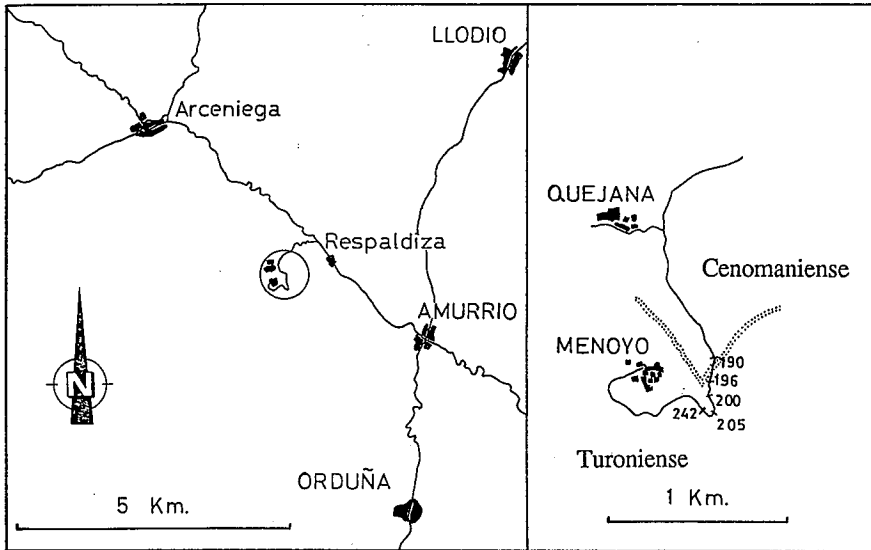 LLODIO
Arceniega
Respaldiza
AMURRIO
N
ORDUÑA
5 Km.
QUEJANA
Cenomaniense
MENOYO
190
196
200
242
205
Turoniense
1 Km.